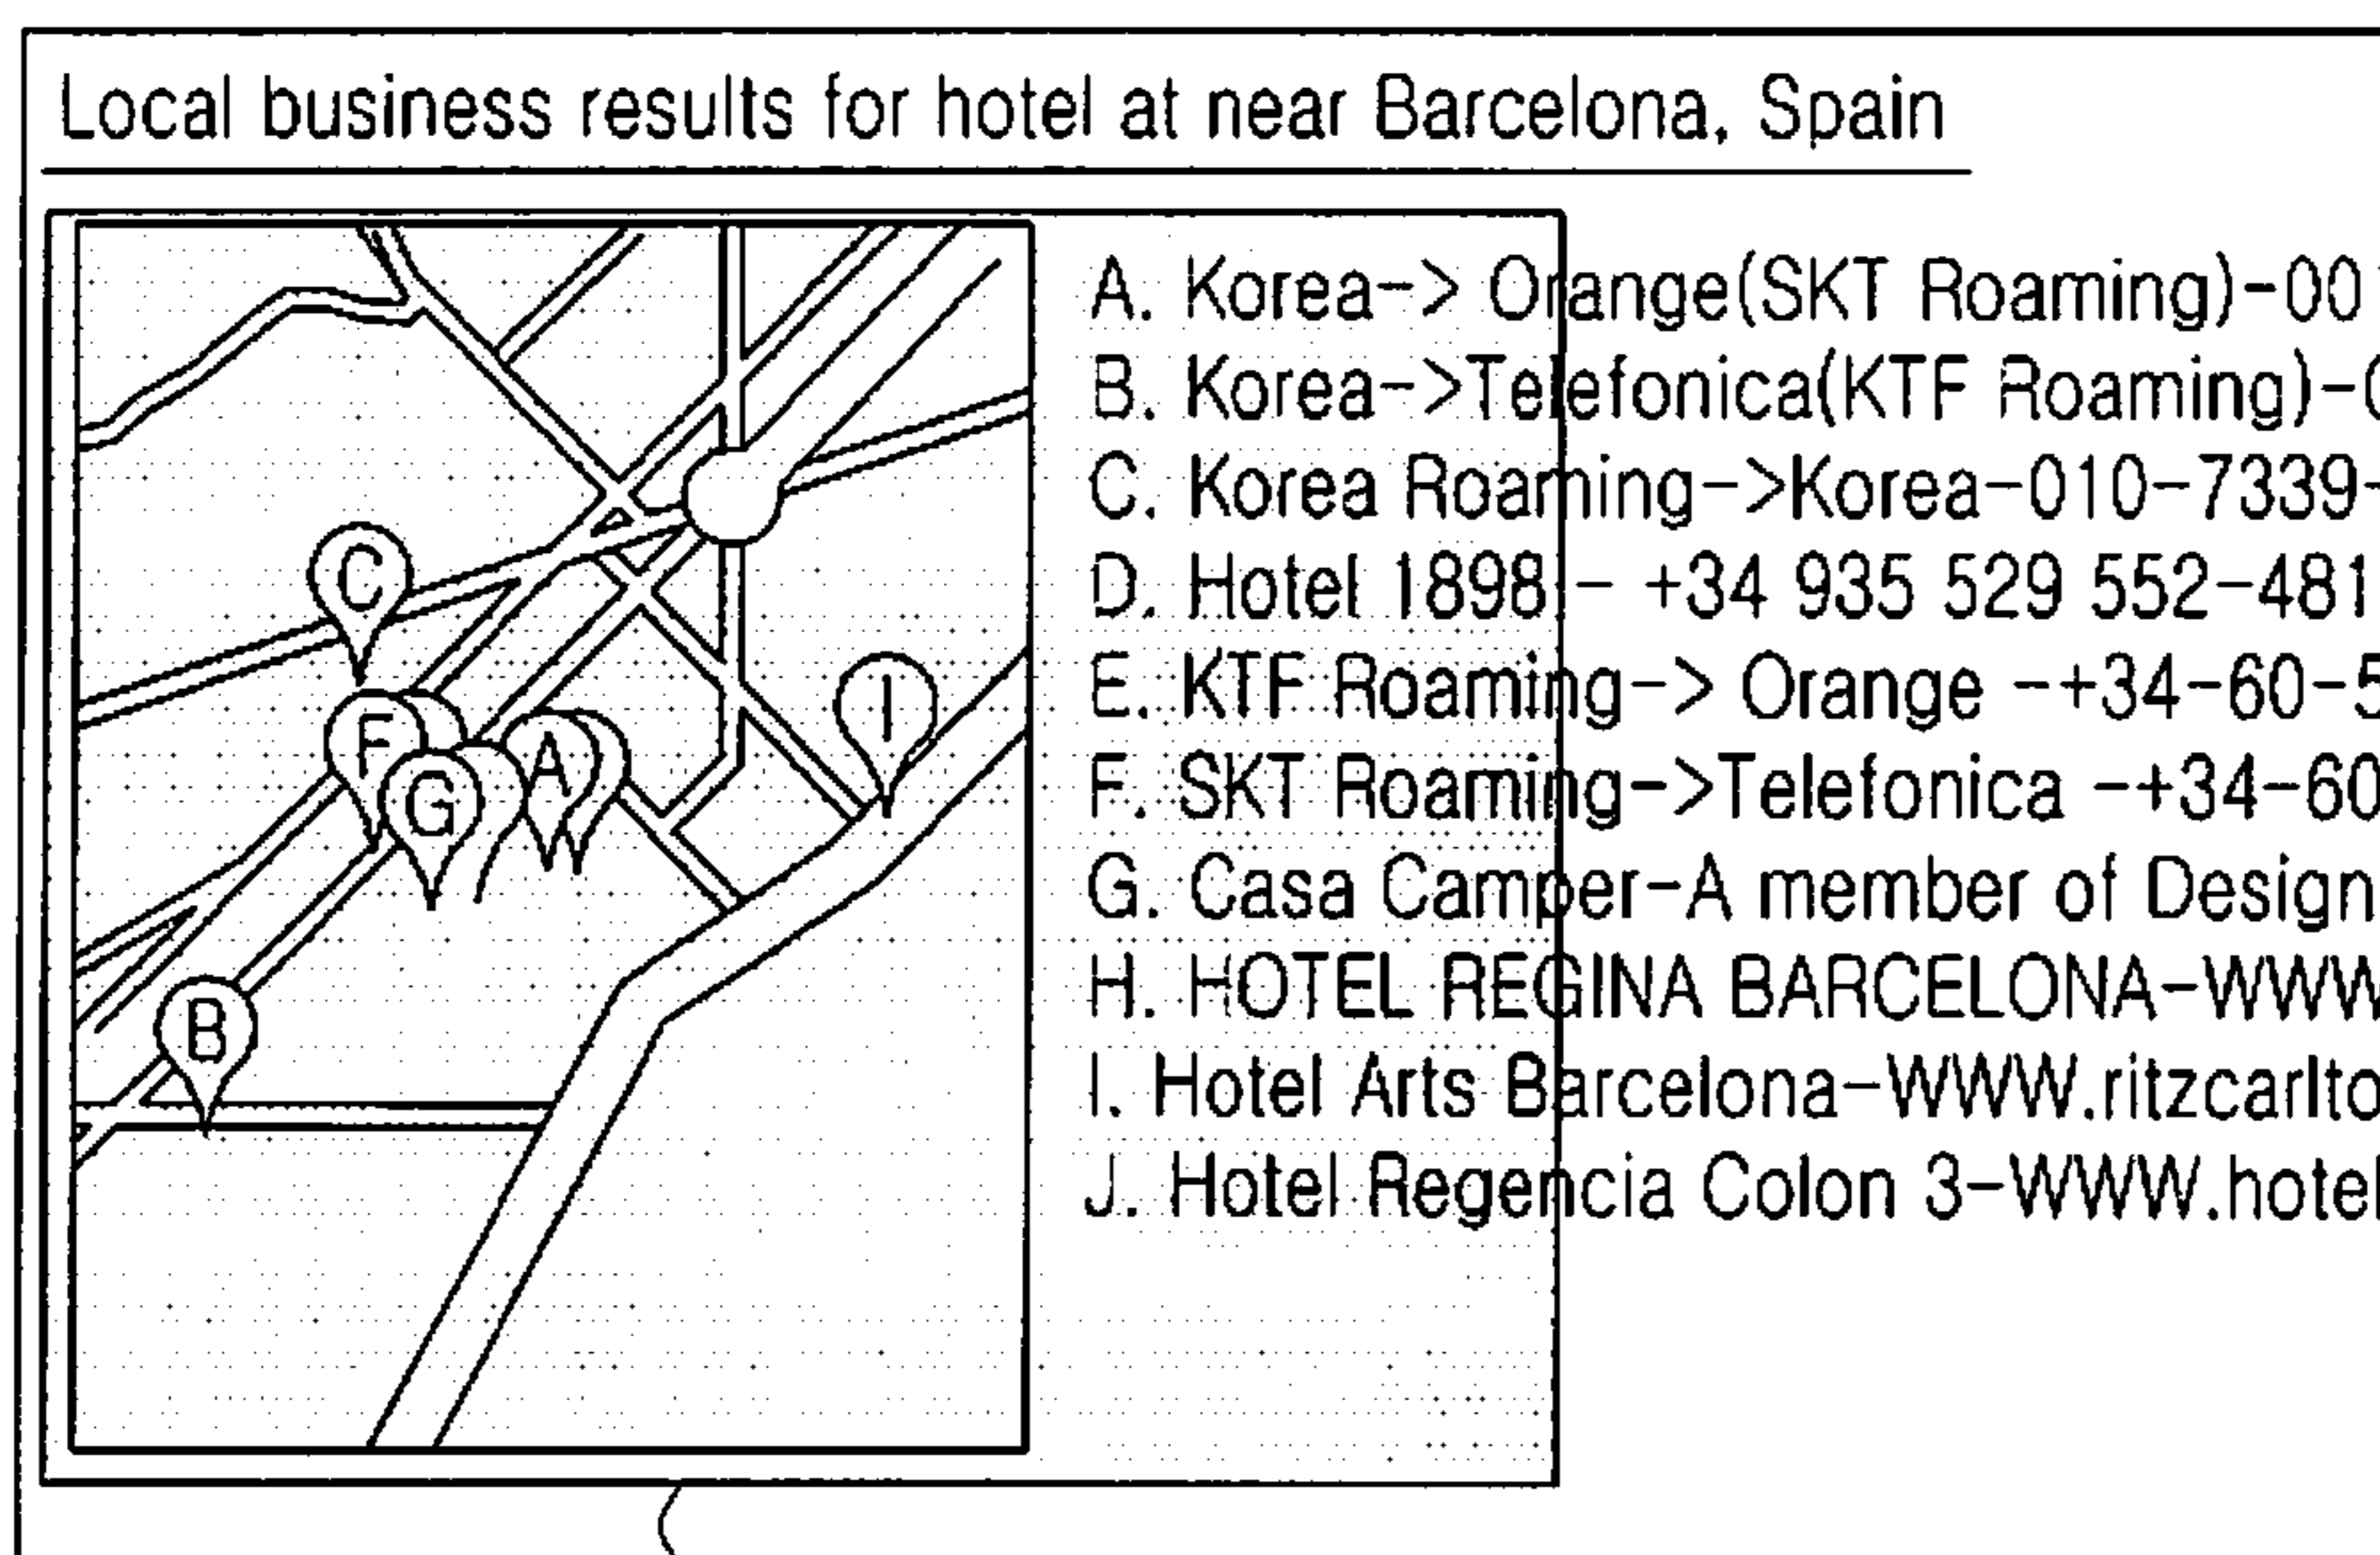 Local business results for hotel at near Barcelona, Spain
A. Korea-> Orange(SKT Roaming)-00
B. Korea->Telefonica(KTF Roaming)-
C. Korea Roaming->Korea-010-7339-
D. Hotel 1898 - +34 935 529 552-481
E. KTF Roaming-> Orange -+34-60-5
F. SKT Roaming->Telefonica -+34-60
G. Casa Camper-A member of Design
H. HOTEL REGINA BARCELONA-WWW
I. Hotel Arts Barcelona-WWW.ritzcarlto
J. Hotel Regencia Colon 3-WWW.hotel
C
I
F
A
G
B